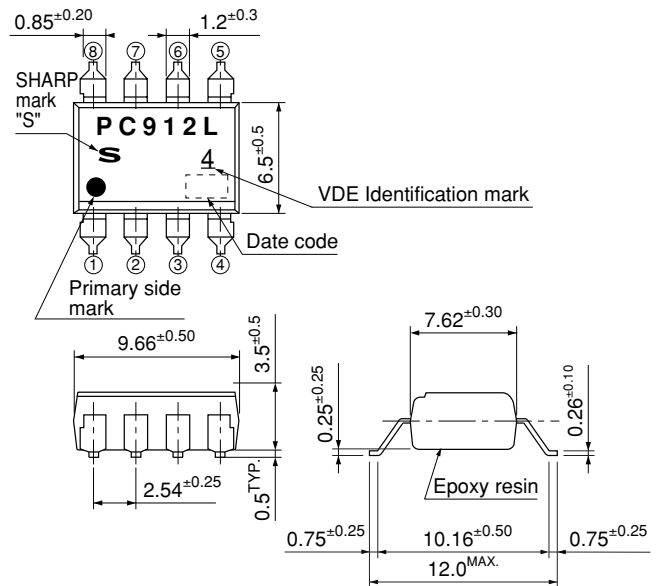 0.85±0.20
1.2±0.3
⑧ ⑦ ⑥ ⑤
SHARP
mark
"S"
PC912L
S
4
6.5±0.5
VDE Identification mark
Date code
① ② ③ ④
Primary side
mark
9.66±0.50
3.5±0.5
7.62±0.30
0.25±0.25
0.26±0.10
2.54±0.25
0.5TYP.
Epoxy resin
0.75±0.25
10.16±0.50
0.75±0.25
12.0MAX.